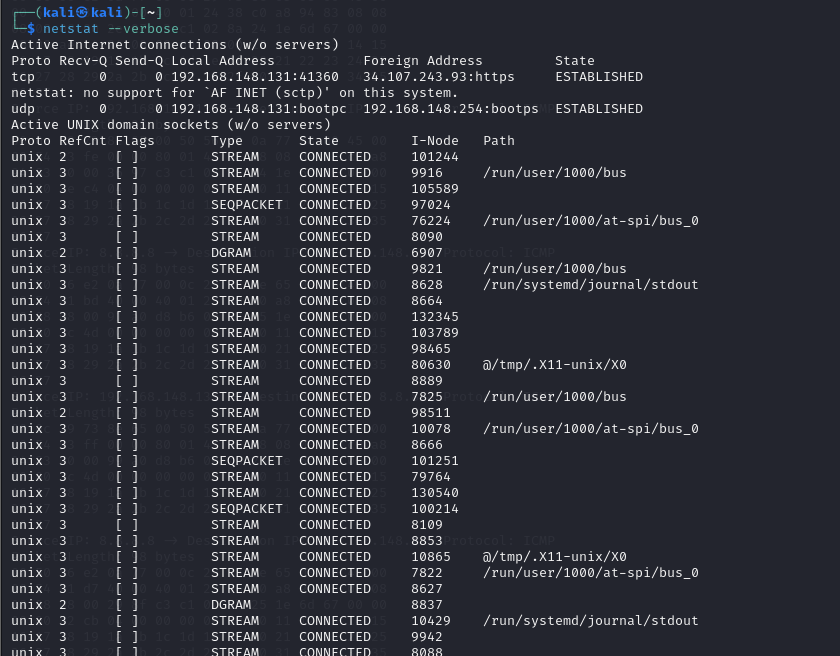 ┌──(kali㉿kali)-[~]
└─$ netstat --verbose
Active Internet connections (w/o servers)
Proto Recv-Q Send-Q Local Address           Foreign Address         State
tcp        0      0 192.168.148.131:41360   34.107.243.93:https     ESTABLISHED
netstat: no support for `AF INET (sctp)' on this system.
udp        0      0 192.168.148.131:bootpc  192.168.148.254:bootps  ESTABLISHED
Active UNIX domain sockets (w/o servers)
Proto RefCnt Flags       Type       State         I-Node   Path
unix  2      [ ]         STREAM     CONNECTED     101244
unix  3      [ ]         STREAM     CONNECTED     9916     /run/user/1000/bus
unix  3      [ ]         STREAM     CONNECTED     105589
unix  3      [ ]         SEQPACKET  CONNECTED     97024
unix  3      [ ]         STREAM     CONNECTED     76224    /run/user/1000/at-spi/bus_0
unix  3      [ ]         STREAM     CONNECTED     8090
unix  2      [ ]         DGRAM      CONNECTED     6907
unix  3      [ ]         STREAM     CONNECTED     9821     /run/user/1000/bus
unix  3      [ ]         STREAM     CONNECTED     8628     /run/systemd/journal/stdout
unix  3      [ ]         STREAM     CONNECTED     8664
unix  3      [ ]         STREAM     CONNECTED     132345
unix  3      [ ]         STREAM     CONNECTED     103789
unix  3      [ ]         STREAM     CONNECTED     98465
unix  3      [ ]         STREAM     CONNECTED     80630    @/tmp/.X11-unix/X0
unix  3      [ ]         STREAM     CONNECTED     8889
unix  3      [ ]         STREAM     CONNECTED     7825     /run/user/1000/bus
unix  2      [ ]         STREAM     CONNECTED     98511
unix  3      [ ]         STREAM     CONNECTED     10078    /run/user/1000/at-spi/bus_0
unix  3      [ ]         STREAM     CONNECTED     8666
unix  3      [ ]         SEQPACKET  CONNECTED     101251
unix  3      [ ]         STREAM     CONNECTED     79764
unix  3      [ ]         STREAM     CONNECTED     130540
unix  3      [ ]         SEQPACKET  CONNECTED     100214
unix  3      [ ]         STREAM     CONNECTED     8109
unix  3      [ ]         STREAM     CONNECTED     8853
unix  3      [ ]         STREAM     CONNECTED     10865    @/tmp/.X11-unix/X0
unix  3      [ ]         STREAM     CONNECTED     7822     /run/user/1000/at-spi/bus_0
unix  3      [ ]         STREAM     CONNECTED     8627
unix  2      [ ]         DGRAM                    8837
unix  3      [ ]         STREAM     CONNECTED     10429    /run/systemd/journal/stdout
unix  3      [ ]         STREAM     CONNECTED     9942
unix  3      [ ]         STREAM     CONNECTED     8088